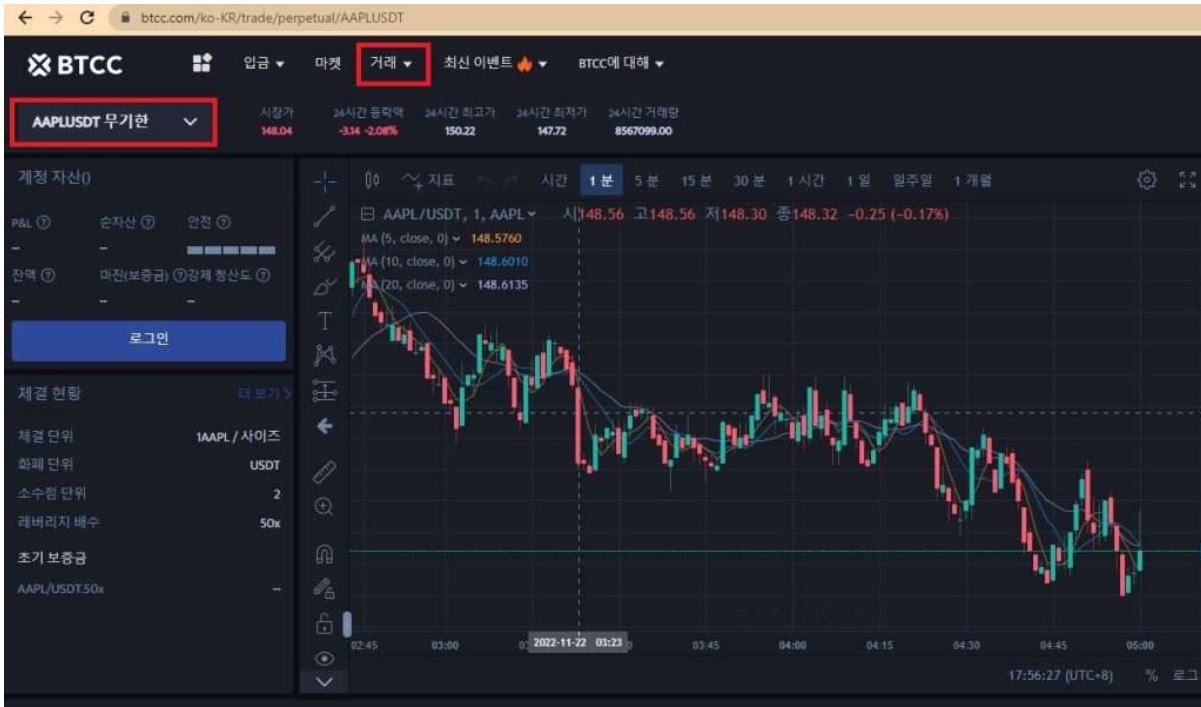 btcc.com/ko-KR/trade/perpetual/AAPLUSDT
BTCC 입금 마켓 거래 최신 이벤트 BTCC에 대해
AAPLUSDT 무기한
시장가 24시간 등락액 24시간 최고가 24시간 최저가 24시간 거래량
148.04 -3.14 -2.08% 150.22 147.72 8567099.00
계정 자산()
지표 시간 1분 5분 15분 30분 1시간 1일 일주일 1개월
P&L 순자산 안전
– –
잔액 마진(보증금) 강제 청산도
– – –
로그인
AAPL/USDT, 1, AAPL 시148.56 고148.56 저148.30 종148.32 -0.25 (-0.17%)
MA (5, close, 0) 148.5760
MA (10, close, 0) 148.6010
MA (20, close, 0) 148.6135
체결 현황 더 보기 >
체결 단위 1AAPL / 사이즈
화폐 단위 USDT
소수점 단위 2
레버리지 배수 50x
초기 보증금
AAPL/USDT.50x –
02:45 03:00 2022-11-22 03:23 03:45 04:00 04:15 04:30 04:45 05:00
17:56:27 (UTC+8) % 로그